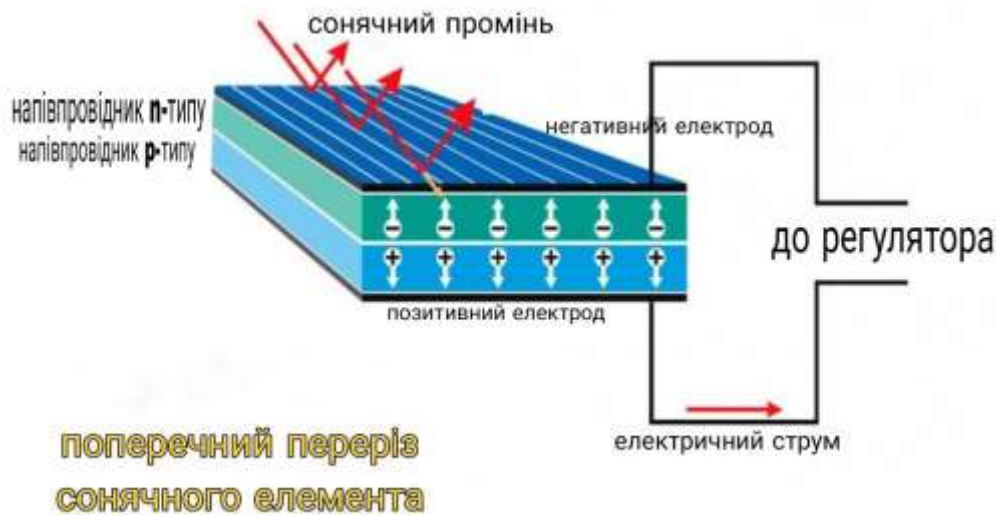 сонячний промінь
напівпровідник n-типу
напівпровідник p-типу
негативний електрод
до регулятора
позитивний електрод
електричний струм
поперечний переріз
сонячного елемента